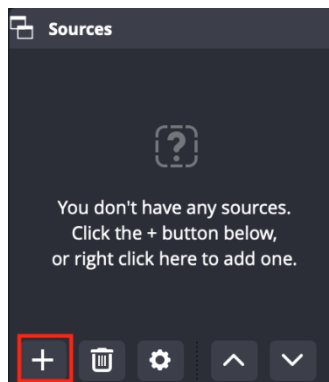 Sources
You don't have any sources.
Click the + button below,
or right click here to add one.